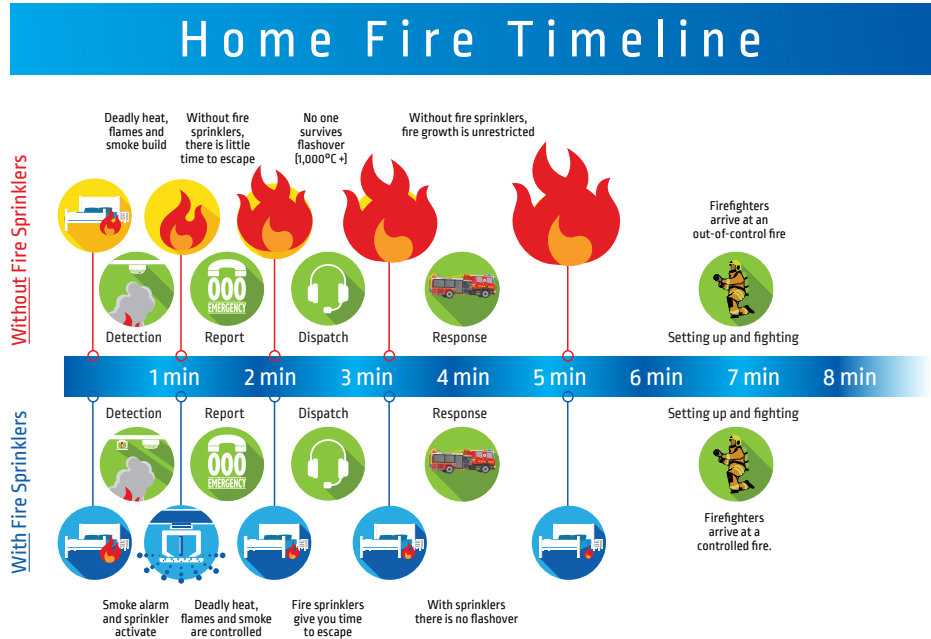 Home Fire Timeline
Without Fire Sprinklers
Deadly heat,
flames and
smoke build
Without fire
sprinklers,
there is little
time to escape
No one
survives
flashover
(1,000°C +)
Without fire sprinklers,
fire growth is unrestricted
Firefighters
arrive at an
out-of-control fire
000
EMERGENCY
Detection
Report
Dispatch
Response
Setting up and fighting
1 min
2 min
3 min
4 min
5 min
6 min
7 min
8 min
With Fire Sprinklers
Detection
Report
Dispatch
Response
Setting up and fighting
000
EMERGENCY
Firefighters
arrive at a
controlled fire.
Smoke alarm
and sprinkler
activate
Deadly heat,
flames and smoke
are controlled
Fire sprinklers
give you time
to escape
With sprinklers
there is no flashover